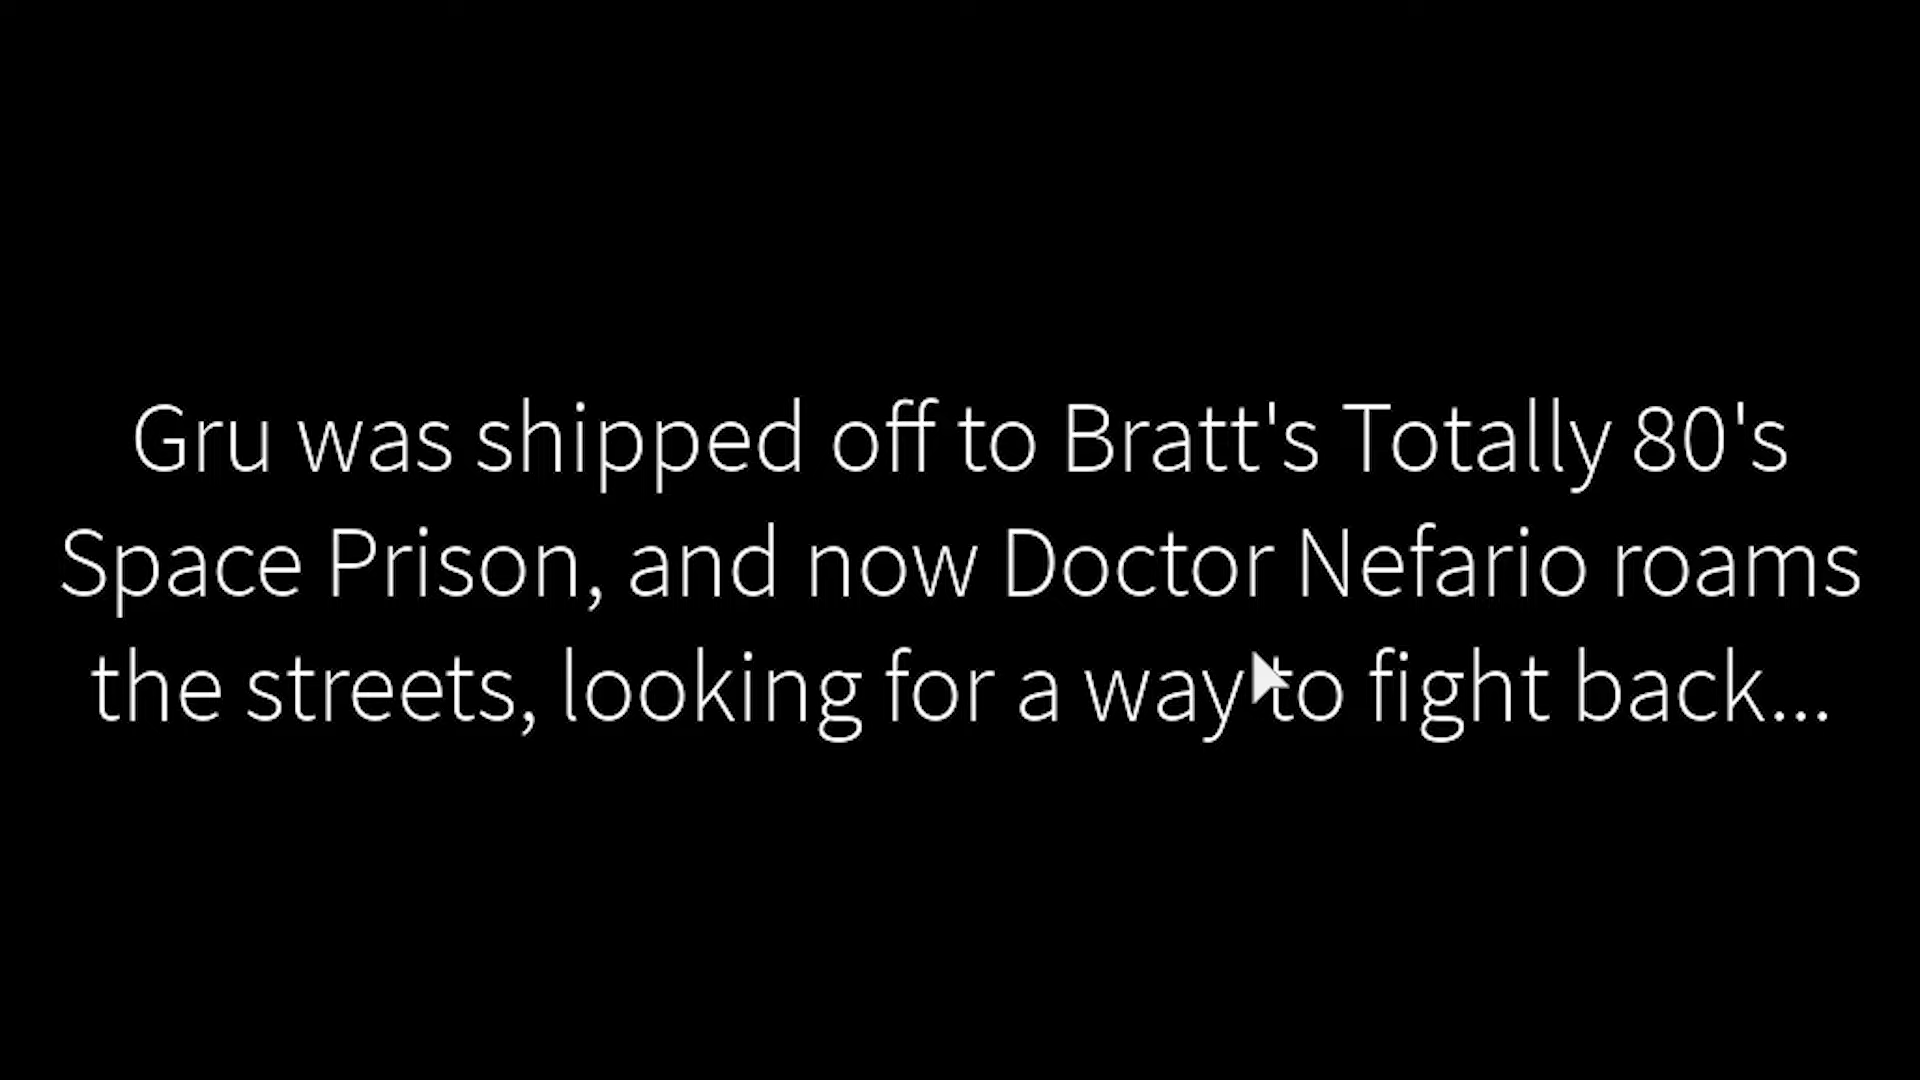 Gru was shipped off to Bratt's Totally 80's
Space Prison, and now Doctor Nefario roams
the streets, looking for a way to fight back...